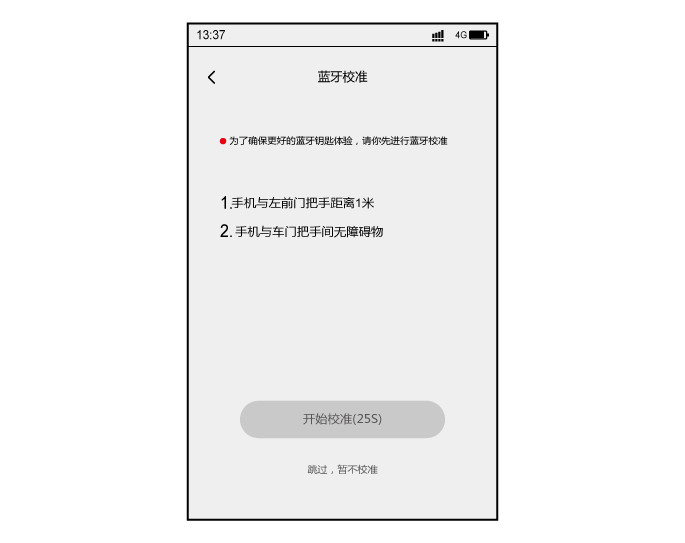 13:37 4G
蓝牙校准
为了确保更好的蓝牙钥匙体验，请你先进行蓝牙校准
1.手机与左前门把手距离1米
2. 手机与车门把手间无障碍物
开始校准(25S)
跳过，暂不校准